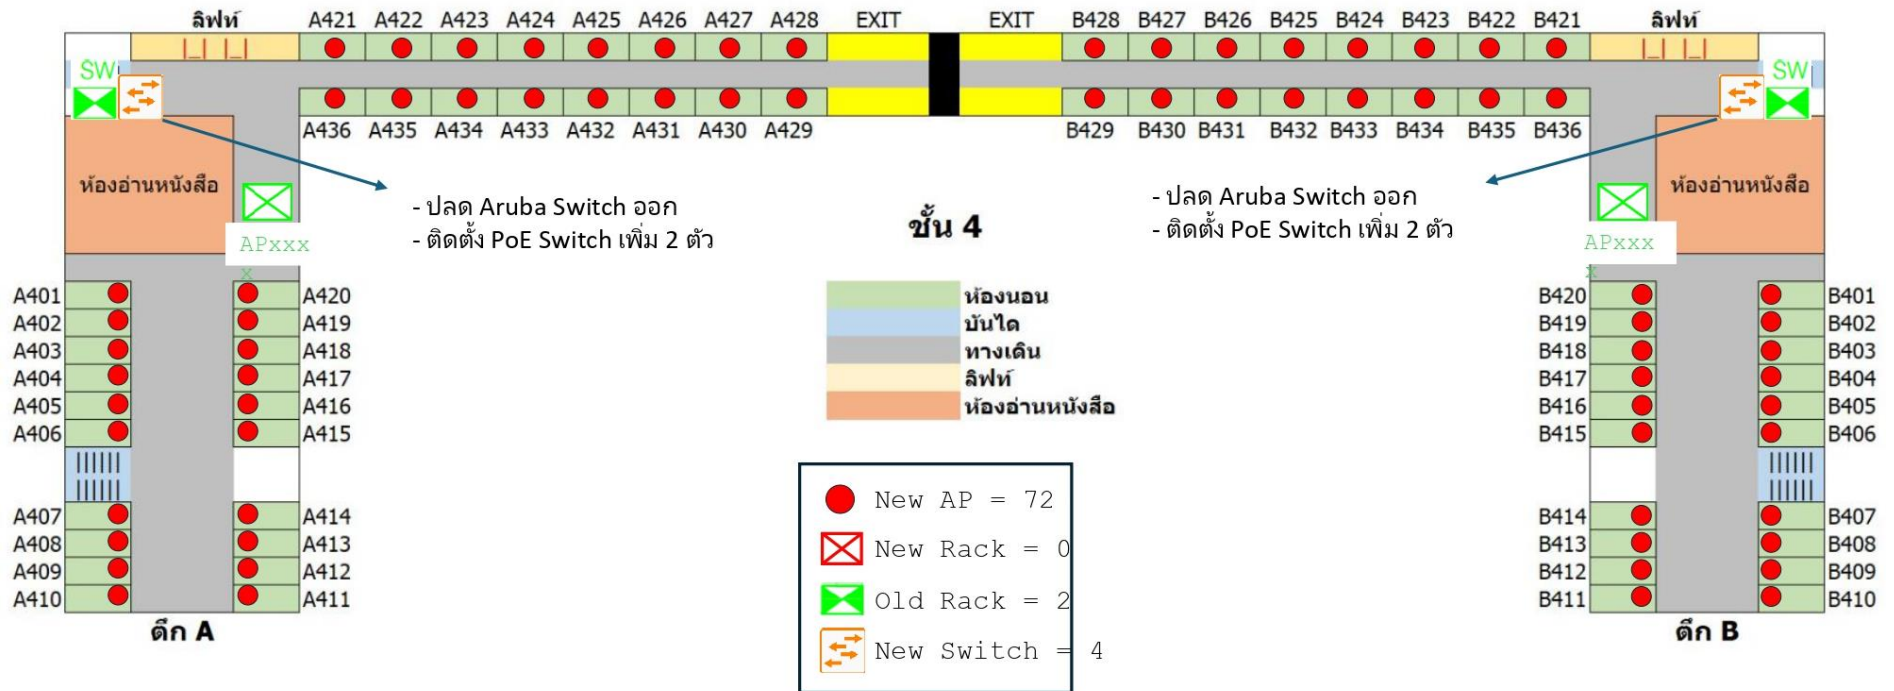 ลิฟท์ A421 A422 A423 A424 A425 A426 A427 A428 EXIT EXIT B428 B427 B426 B425 B424 B423 B422 B421 ลิฟท์
SW SW
A436 A435 A434 A433 A432 A431 A430 A429 B429 B430 B431 B432 B433 B434 B435 B436
ห้องอ่านหนังสือ
APxxx
x
- ปลด Aruba Switch ออก
- ติดตั้ง PoE Switch เพิ่ม 2 ตัว
ชั้น 4
- ปลด Aruba Switch ออก
- ติดตั้ง PoE Switch เพิ่ม 2 ตัว
ห้องอ่านหนังสือ
APxxx
x
ห้องนอน
บันได
ทางเดิน
ลิฟท์
ห้องอ่านหนังสือ
A401 A420
A402 A419
A403 A418
A404 A417
A405 A416
A406 A415
A407 A414
A408 A413
A409 A412
A410 A411
ตึก A
New AP = 72
New Rack = 0
Old Rack = 2
New Switch = 4
B420 B401
B419 B402
B418 B403
B417 B404
B416 B405
B415 B406
B414 B407
B413 B408
B412 B409
B411 B410
ตึก B